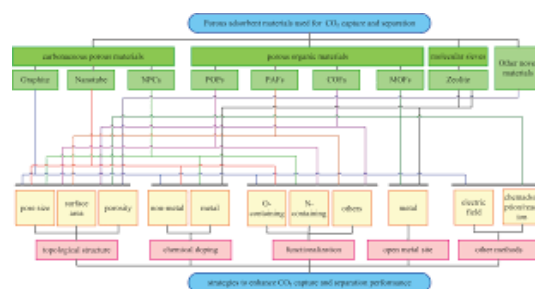 Porous adsorbent materials used for CO₂ capture and separation
carbonaceous porous materials
porous organic materials
molecular sieves
Other novel
materials
Graphite
Nanotube
NPCs
POPs
PAFs
COFs
MOFs
Zeolite
pore size
surface
area
porosity
non-metal
metal
O-
containing
N-
containing
others
metal
electric
field
topological structure
chemical doping
functionalization
open metal site
other methods
strategies to enhance CO₂ capture and separation performance